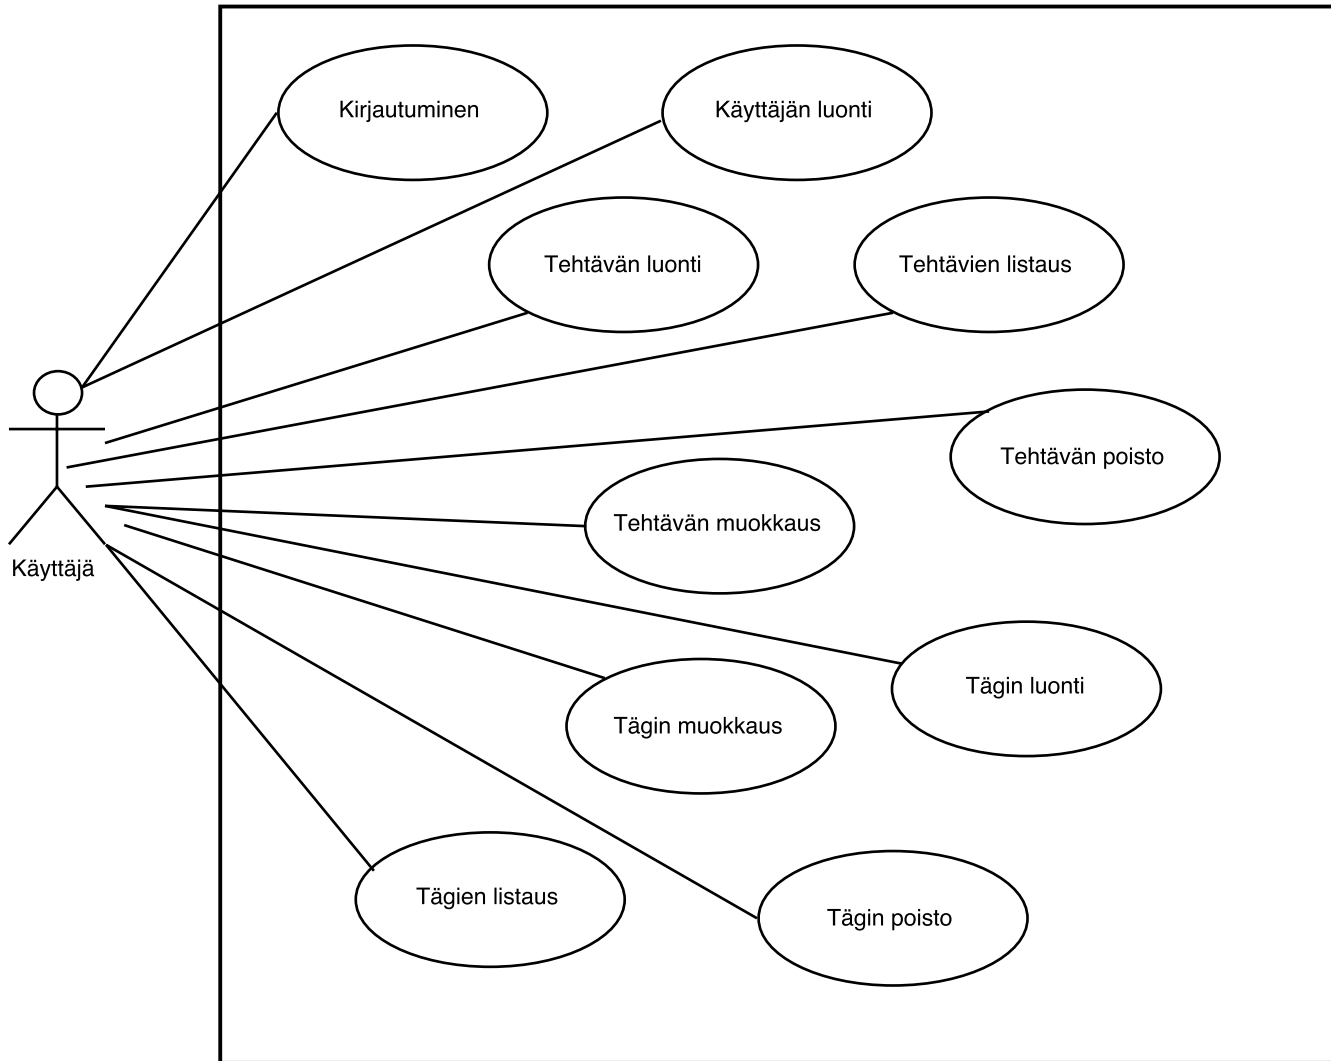 Kirjautuminen
Käyttäjän luonti
Tehtävän luonti
Tehtävien listaus
Tehtävän poisto
Tehtävän muokkaus
Käyttäjä
Tägin luonti
Tägin muokkaus
Tägien listaus
Tägin poisto